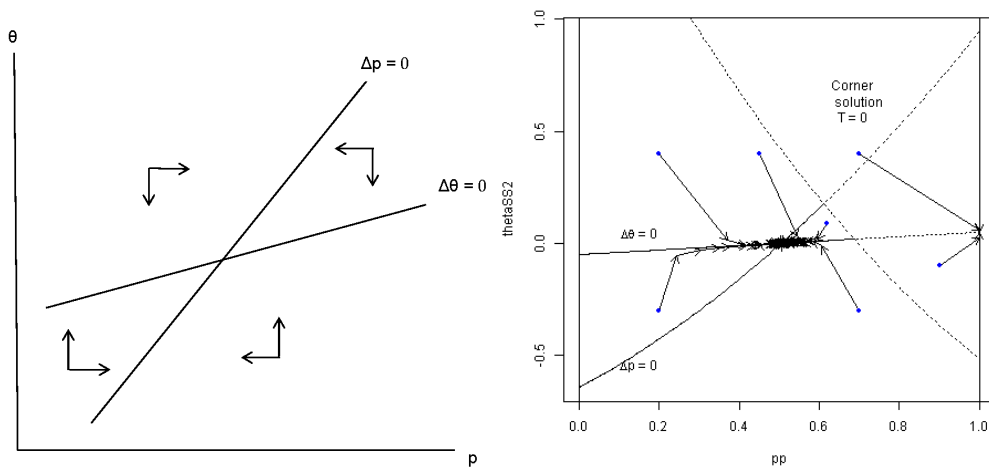 θ
Δp = 0
Δθ = 0
p
thetaSS2
1.0
0.5
0.0
-0.5
Corner
solution
T = 0
Δθ = 0
Δp = 0
0.0 0.2 0.4 0.6 0.8 1.0
pp